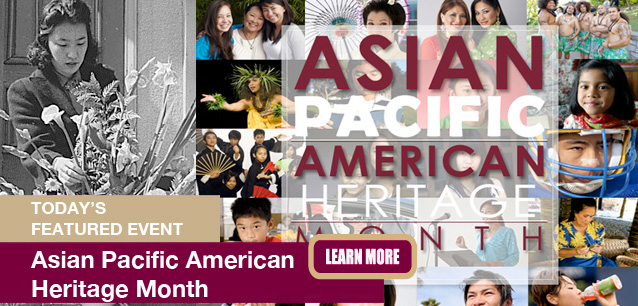 ASIAN
PACIFIC
AMERICAN
HERITAGE
MONTH
TODAY'S
FEATURED EVENT
Asian Pacific American
Heritage Month
LEARN MORE